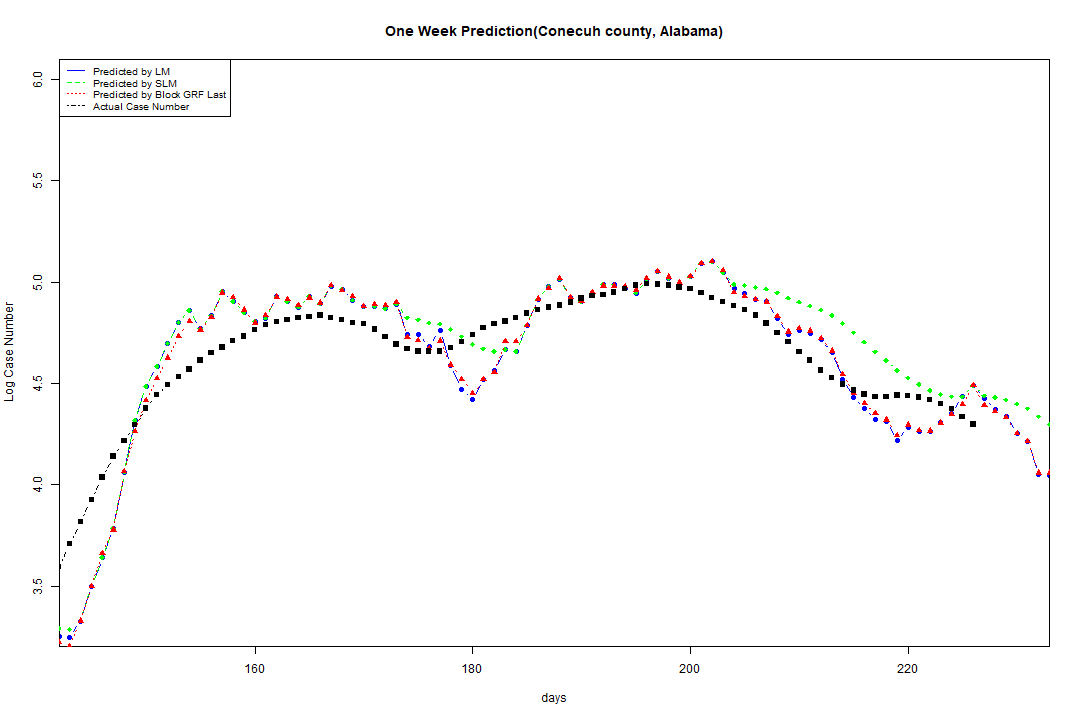 One Week Prediction(Conecuh county, Alabama)
Predicted by LM
Predicted by SLM
Predicted by Block GRF Last
Actual Case Number
6.0
5.5
5.0
4.5
4.0
3.5
Log Case Number
160 180 200 220
days